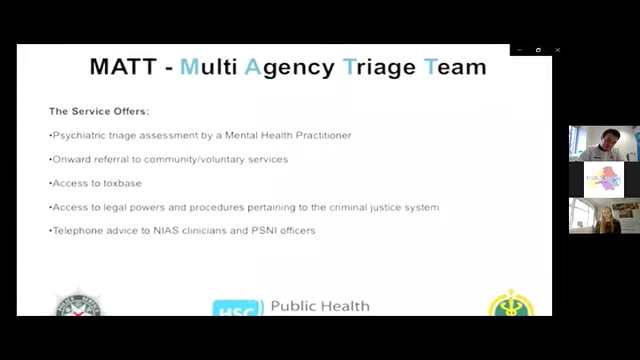 MATT - Multi Agency Triage Team
The Service Offers:
•Psychiatric triage assessment by a Mental Health Practitioner
•Onward referral to community/voluntary services
•Access to toxbase
•Access to legal powers and procedures pertaining to the criminal justice system
•Telephone advice to NIAS clinicians and PSNI officers
HSC Public Health